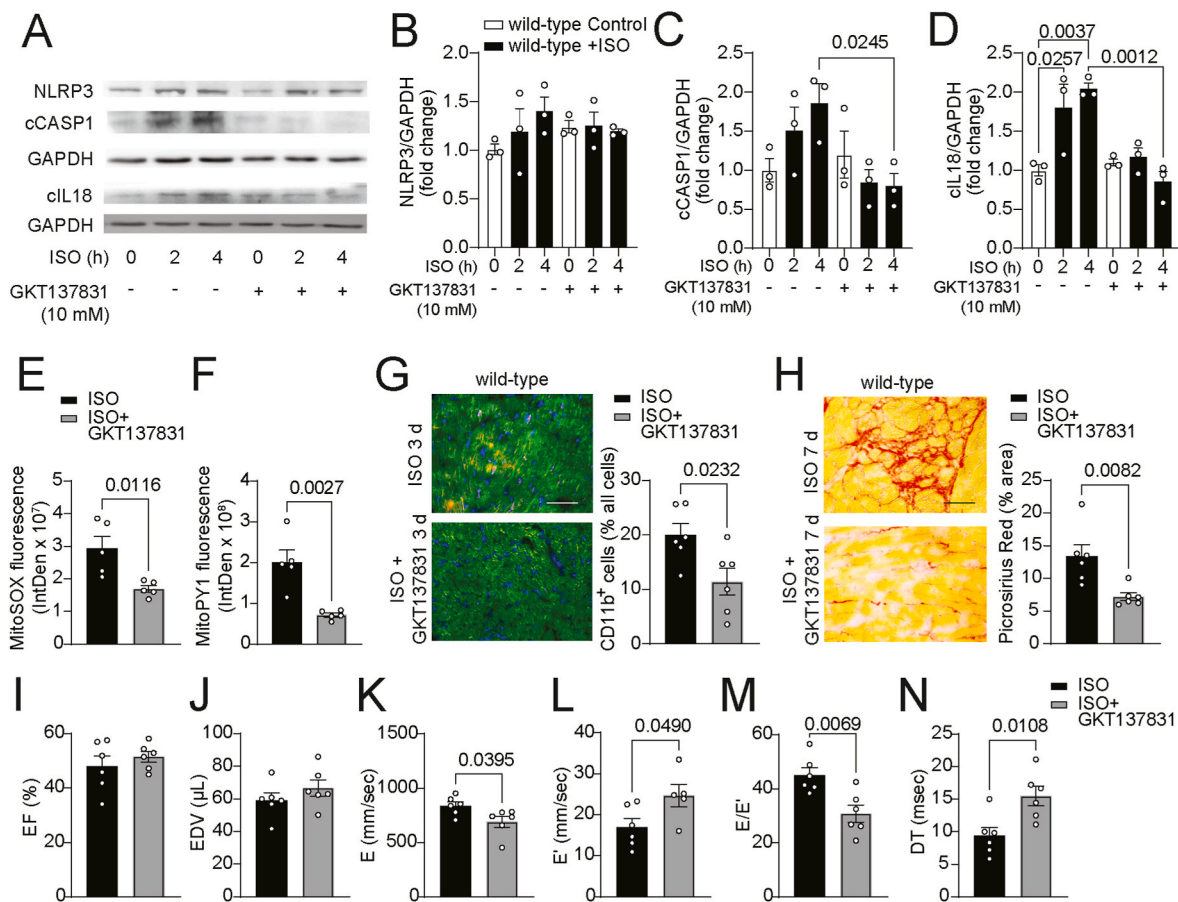 A
NLRP3
cCASP1
GAPDH
cIL18
GAPDH
ISO (h) 0 2 4 0 2 4
GKT137831 - - - + + +
(10 mM)
B
wild-type Control
wild-type +ISO
NLRP3/GAPDH
(fold change)
2.0
1.5
1.0
0.5
0.0
ISO (h) 0 2 4 0 2 4
GKT137831 - - - + + +
(10 mM)
C
0.0245
cCASP1/GAPDH
(fold change)
2.5
2.0
1.5
1.0
0.5
0.0
ISO (h) 0 2 4 0 2 4
GKT137831 - - - + + +
(10 mM)
D
0.0037
0.0257
0.0012
cIL18/GAPDH
(fold change)
2.5
2.0
1.5
1.0
0.5
0.0
ISO (h) 0 2 4 0 2 4
GKT137831 - - - + + +
(10 mM)
E
ISO
ISO+
GKT137831
MitoSOX fluorescence
(IntDen x 10⁷)
0.0116
5
4
3
2
1
0
F
MitoPY1 fluorescence
(IntDen x 10⁸)
0.0027
4
3
2
1
0
G
wild-type
ISO 3 d
ISO +
GKT137831 3 d
ISO
ISO+
GKT137831
CD11b⁺ cells (% all cells)
0.0232
30
20
10
0
H
wild-type
ISO 7 d
ISO +
GKT137831 7 d
ISO
ISO+
GKT137831
Picrosirius Red (% area)
0.0082
25
20
15
10
5
0
I
EF (%)
60
40
20
0
J
EDV (µL)
100
80
60
40
20
0
K
E (mm/sec)
0.0395
1500
1000
500
0
L
E' (mm/sec)
0.0490
40
30
20
10
0
M
E/E'
0.0069
60
40
20
0
N
ISO
ISO+
GKT137831
DT (nsec)
0.0108
25
20
15
10
5
0